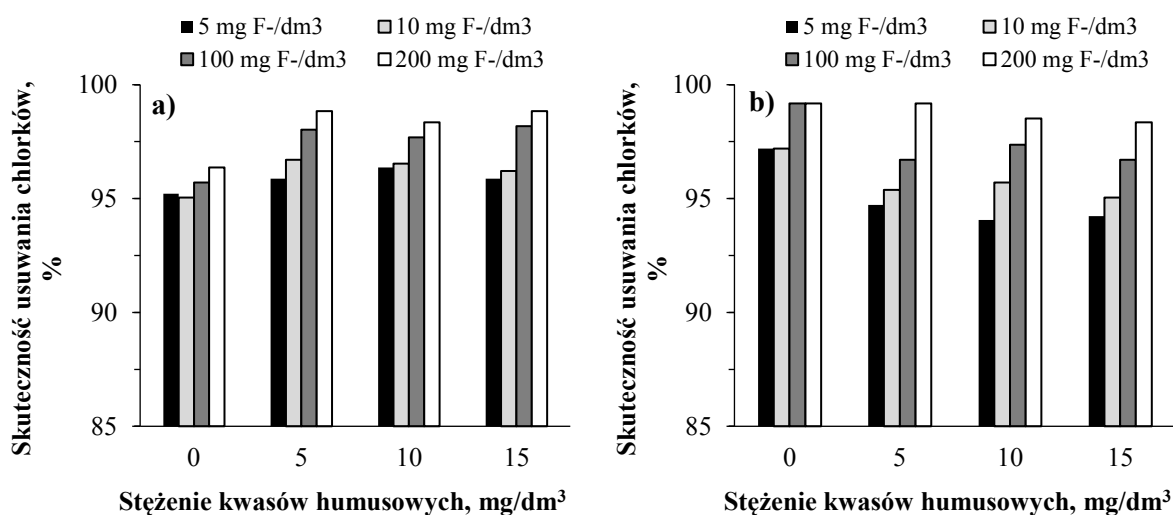 5 mg F-/dm3 10 mg F-/dm3
100 mg F-/dm3 200 mg F-/dm3
a)
Skuteczność usuwania chlorków,
%
100
95
90
85
0 5 10 15
Stężenie kwasów humusowych, mg/dm³
5 mg F-/dm3 10 mg F-/dm3
100 mg F-/dm3 200 mg F-/dm3
b)
Skuteczność usuwania chlorków,
%
100
95
90
85
0 5 10 15
Stężenie kwasów humusowych, mg/dm³